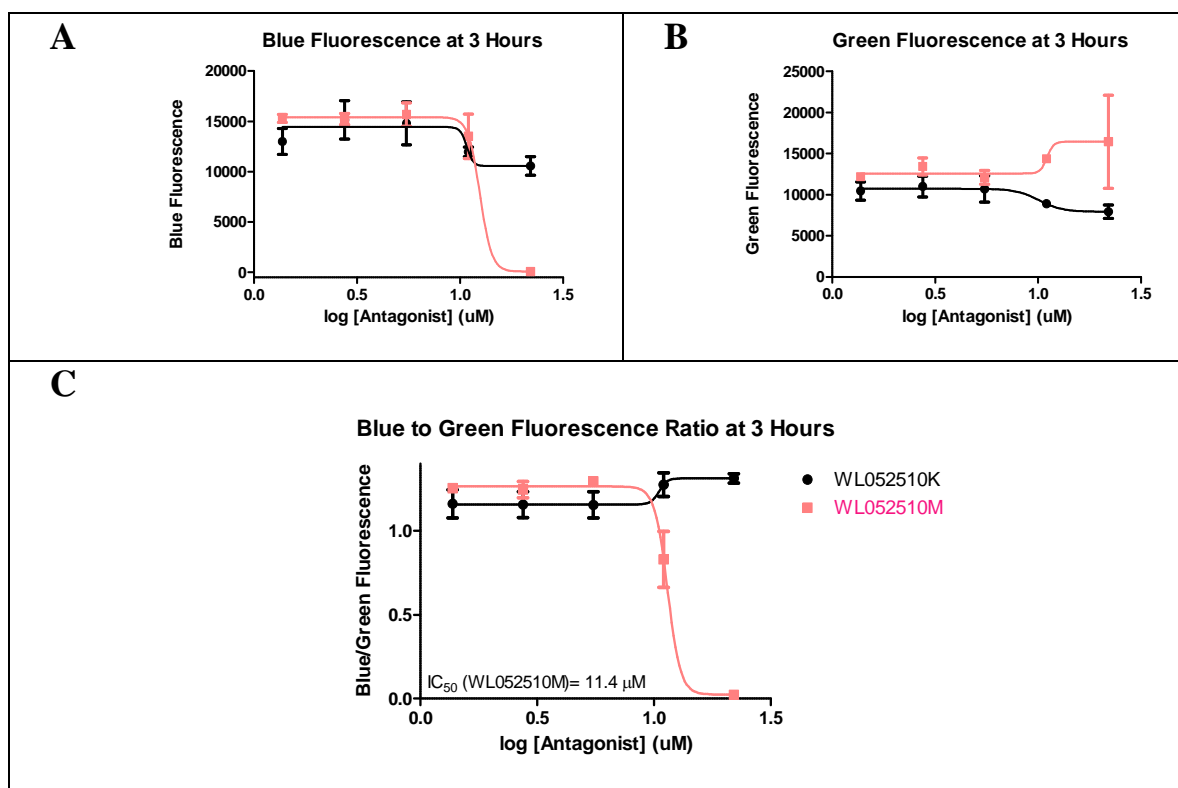 A
Blue Fluorescence at 3 Hours
20000
15000
10000
5000
0
Blue Fluorescence
0.0 0.5 1.0 1.5
log [Antagonist] (uM)
B
Green Fluorescence at 3 Hours
25000
20000
15000
10000
5000
0
Green Fluorescence
0.0 0.5 1.0 1.5
log [Antagonist] (uM)
C
Blue to Green Fluorescence Ratio at 3 Hours
1.0
0.5
0.0
Blue/Green Fluorescence
IC50 (WL052510M)= 11.4 μM
0.0 0.5 1.0 1.5
log [Antagonist] (uM)
WL052510K
WL052510M